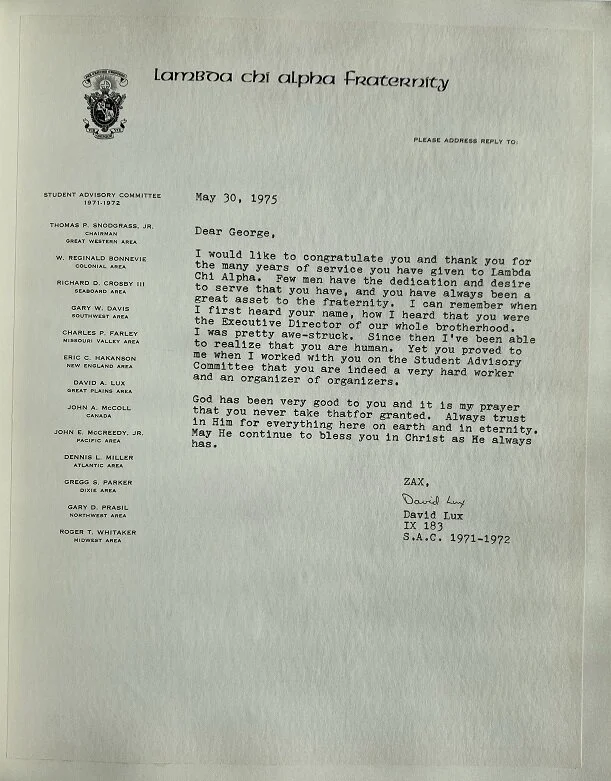 Lambda chi alpha Fraternity
PLEASE ADDRESS REPLY TO:
STUDENT ADVISORY COMMITTEE
1971-1972
THOMAS P. SNODGRASS, JR.
CHAIRMAN
GREAT WESTERN AREA
W. REGINALD BONNEVIE
COLONIAL AREA
RICHARD D. CROSBY III
SEABOARD AREA
GARY W. DAVIS
SOUTHWEST AREA
CHARLES P. FARLEY
MISSOURI VALLEY AREA
ERIC C. HAKANSON
NEW ENGLAND AREA
DAVID A. LUX
GREAT PLAINS AREA
JOHN A. McCOLL
CANADA
JOHN E. McCREEDY, JR.
PACIFIC AREA
DENNIS L. MILLER
ATLANTIC AREA
GREGG S. PARKER
DIXIE AREA
GARY D. PRASIL
NORTHWEST AREA
ROGER T. WHITAKER
MIDWEST AREA
May 30, 1975
Dear George,
I would like to congratulate you and thank you for
the many years of service you have given to Lambda
Chi Alpha. Few men have the dedication and desire
to serve that you have, and you have always been a
great asset to the fraternity. I can remember when
I first heard your name, how I heard that you were
the Executive Director of our whole brotherhood.
I was pretty awe-struck. Since then I've been able
to realize that you are human. Yet you proved to
me when I worked with you on the Student Advisory
Committee that you are indeed a very hard worker
and an organizer of organizers.
God has been very good to you and it is my prayer
that you never take thatfor granted. Always trust
in Him for everything here on earth and in eternity.
May He continue to bless you in Christ as He always
has.
ZAX,
David Lux
David Lux
IX 183
S.A.C. 1971-1972